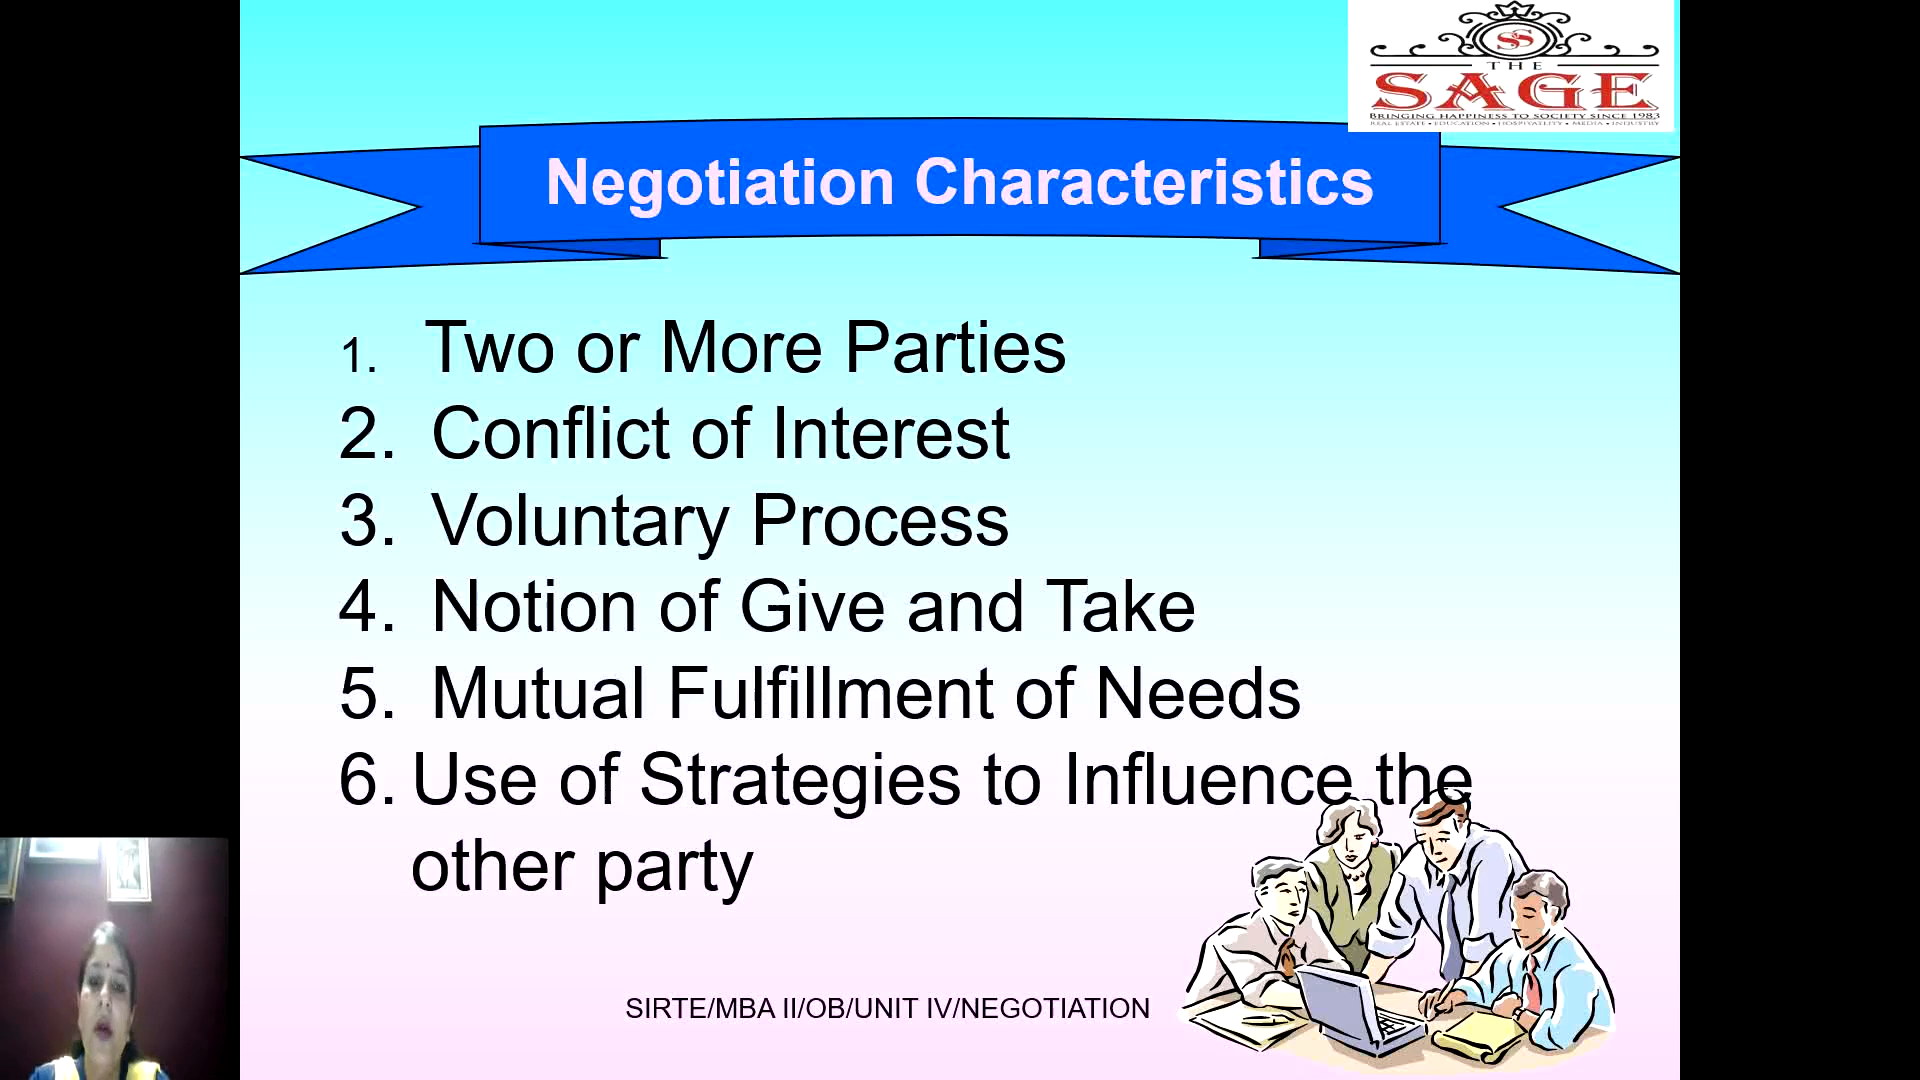 THE
SAGE
BRINGING HAPPINESS TO SOCIETY SINCE 1983
REAL ESTATE • EDUCATION • HOSPITALITY • MEDIA • INDUSTRY
Negotiation Characteristics
1. Two or More Parties
2. Conflict of Interest
3. Voluntary Process
4. Notion of Give and Take
5. Mutual Fulfillment of Needs
6. Use of Strategies to Influence the
other party
SIRTE/MBA II/OB/UNIT IV/NEGOTIATION